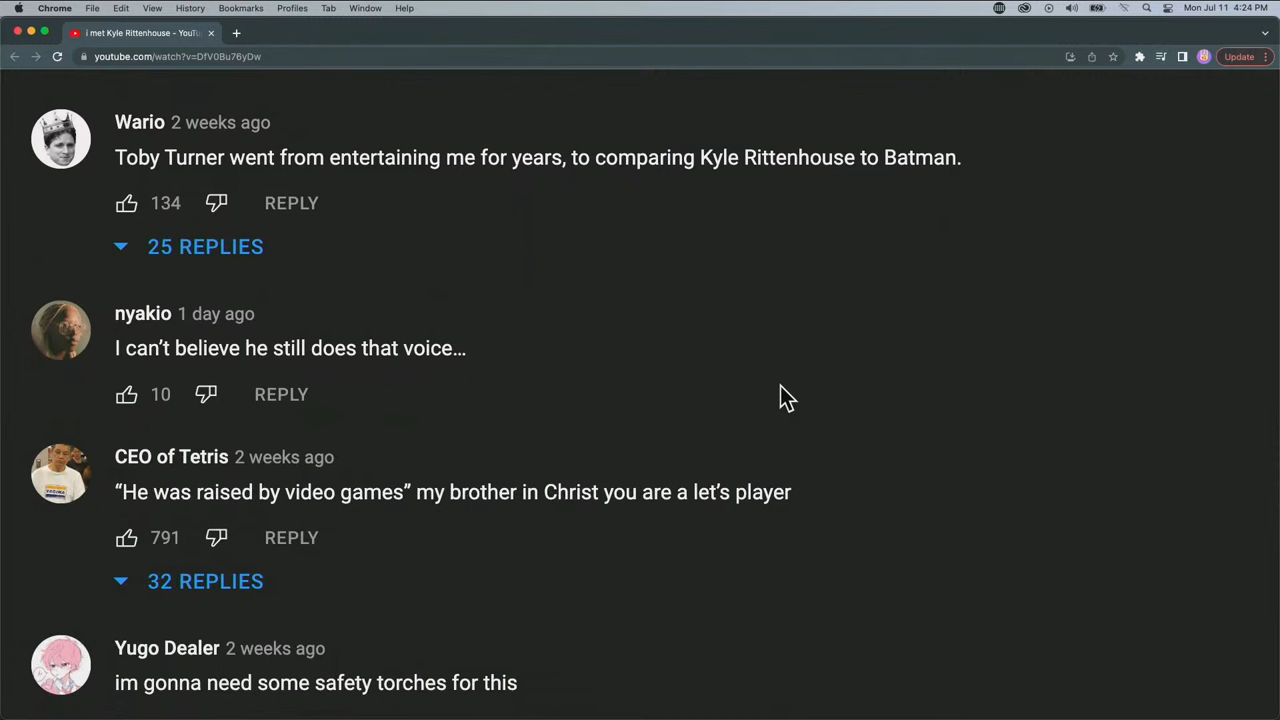 Chrome File Edit View History Bookmarks Profiles Tab Window Help Mon Jul 11 4:24 PM
i met Kyle Rittenhouse - YouTu
youtube.com/watch?v=DfV0Bu76yDw Update
Wario 2 weeks ago
Toby Turner went from entertaining me for years, to comparing Kyle Rittenhouse to Batman.
134 REPLY
25 REPLIES
nyakio 1 day ago
I can’t believe he still does that voice…
10 REPLY
CEO of Tetris 2 weeks ago
“He was raised by video games” my brother in Christ you are a let’s player
791 REPLY
32 REPLIES
Yugo Dealer 2 weeks ago
im gonna need some safety torches for this